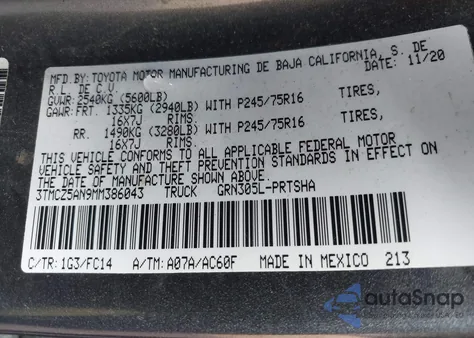 MFD.BY: TOYOTA MOTOR MANUFACTURING DE BAJA CALIFORNIA, S. DE
R.L. DE C.V. DATE: 11/20
GVWR: 2540KG (5600LB)
GAWR: FRT. 1335KG (2940LB) WITH P245/75R16 TIRES,
16X7J RIMS.
RR. 1490KG (3280LB) WITH P245/75R16 TIRES,
16X7J RIMS.
THIS VEHICLE CONFORMS TO ALL APPLICABLE FEDERAL MOTOR
VEHICLE SAFETY AND BUMPER STANDARDS IN EFFECT ON
THE DATE OF MANUFACTURE SHOWN ABOVE.
3TMCZ5AN9MM386043 TRUCK GRN305L-PRTSHA
C/TR: 1G3/FC14 A/TM: A07A/AC60F MADE IN MEXICO 213
autoSnap